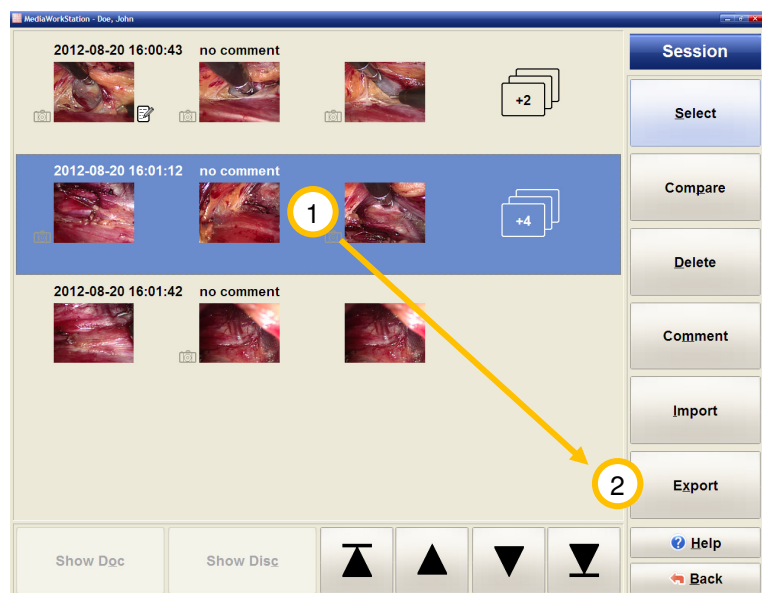 MediaWorkStation - Doe, John
Session
2012-08-20 16:00:43 no comment
+2
Select
2012-08-20 16:01:12 no comment
1
+4
Compare
Delete
2012-08-20 16:01:42 no comment
Comment
Import
2
Export
Show Doc
Show Disc
Help
Back